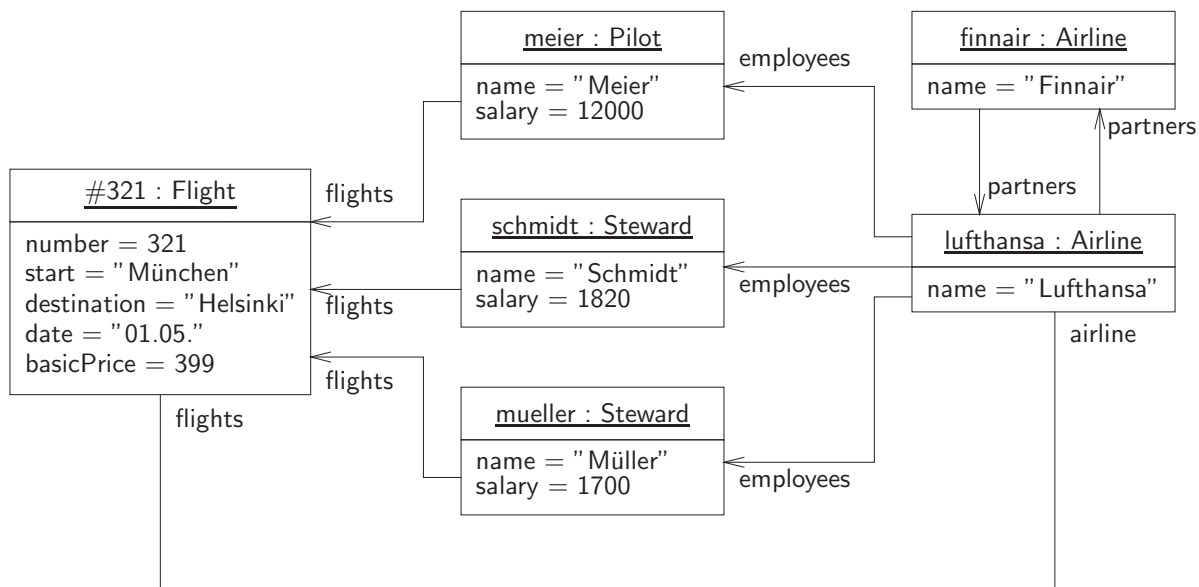 meier : Pilot
name = "Meier"
salary = 12000
employees
finnair : Airline
name = "Finnair"
partners
partners
#321 : Flight
number = 321
start = "München"
destination = "Helsinki"
date = "01.05."
basicPrice = 399
flights
flights
flights
flights
schmidt : Steward
name = "Schmidt"
salary = 1820
employees
lufthansa : Airline
name = "Lufthansa"
airline
mueller : Steward
name = "Müller"
salary = 1700
employees